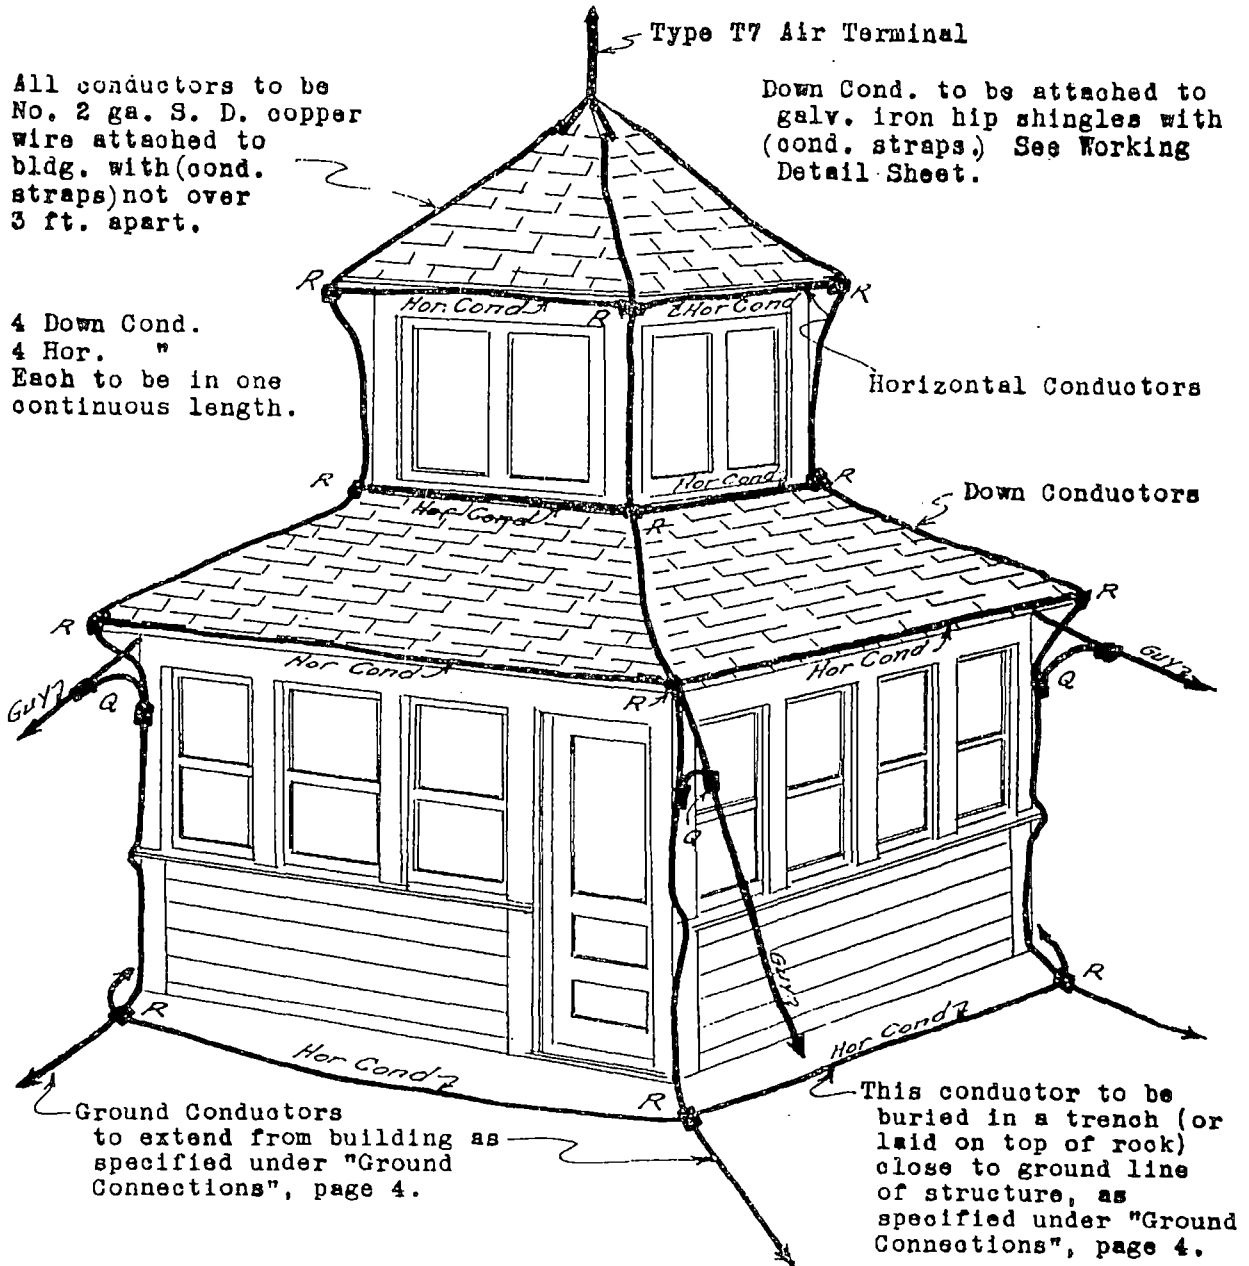 Type T7 Air Terminal
All conductors to be
No. 2 ga. S. D. copper
wire attached to
bldg. with (cond.
straps) not over
3 ft. apart.
Down Cond. to be attached to
galv. iron hip shingles with
(cond. straps.) See Working
Detail Sheet.
4 Down Cond.
4 Hor. "
Each to be in one
continuous length.
R
R
Hor. Cond
R
Hor Cond
Horizontal Conductors
R
R
Hor Cond
Hor Cond
R
Down Conductors
R
R
Hor Cond
Hor Cond
R
GUY
Q
GUY
Q
Q
GUY
R
R
Hor Cond
Hor Cond
R
Ground Conductors
to extend from building as
specified under "Ground
Connections", page 4.
This conductor to be
buried in a trench (or
laid on top of rock)
close to ground line
of structure, as
specified under "Ground
Connections", page 4.